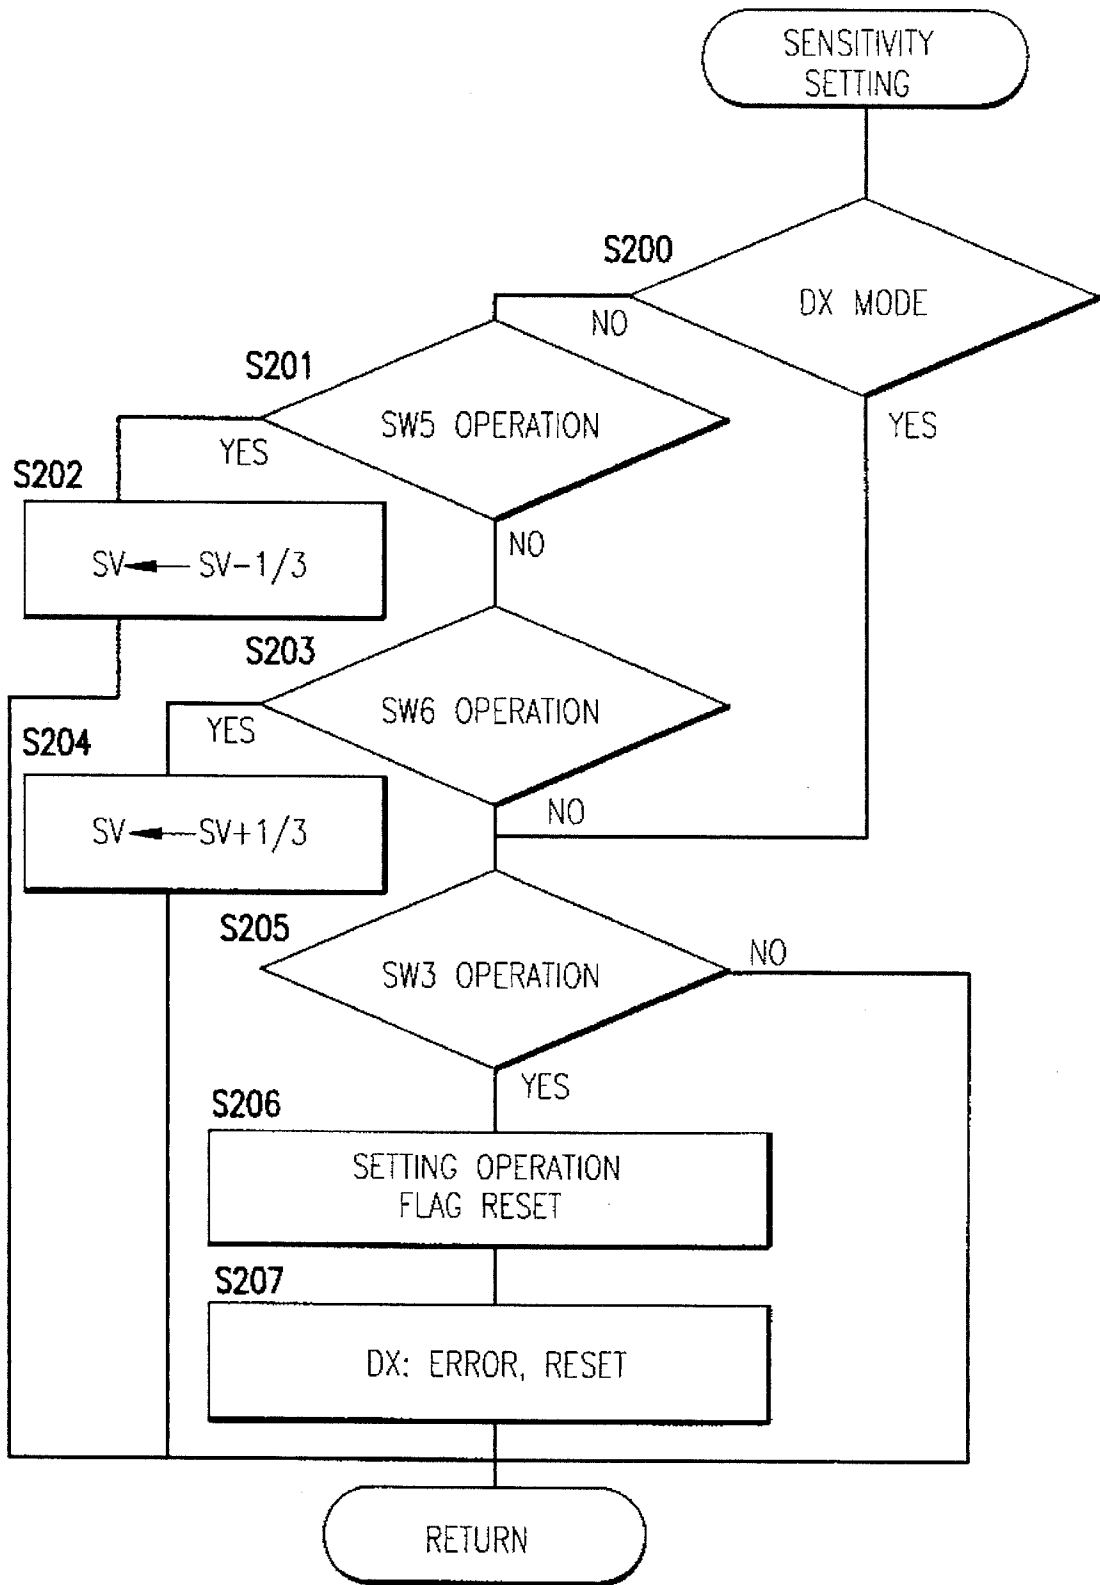 SENSITIVITY
SETTING
S200
DX MODE
NO
YES
S201
SW5 OPERATION
YES
NO
S202
SV ← SV-1/3
S203
SW6 OPERATION
YES
NO
S204
SV ← SV+1/3
S205
SW3 OPERATION
NO
YES
S206
SETTING OPERATION
FLAG RESET
S207
DX: ERROR, RESET
RETURN